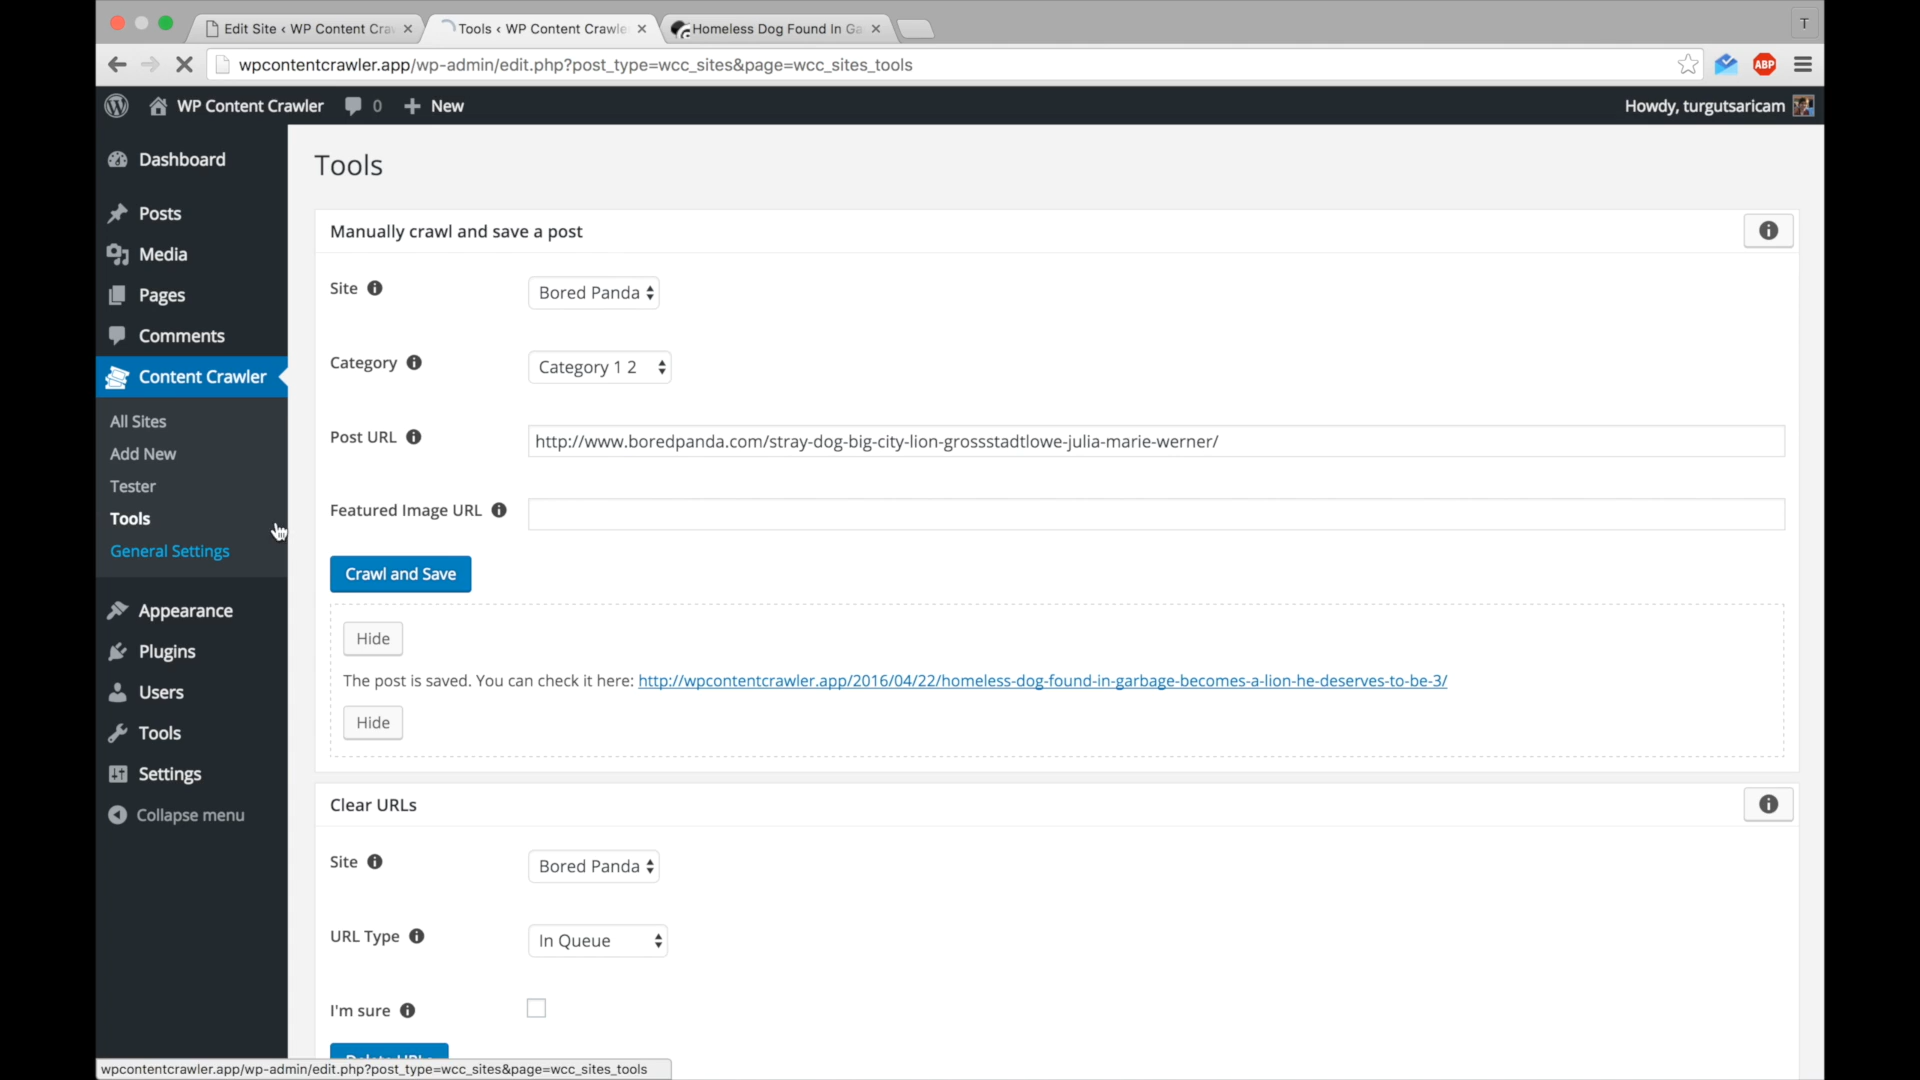 Edit Site ‹ WP Content Cra
Tools ‹ WP Content Crawle
Homeless Dog Found In Ga
T
wpcontentcrawler.app/wp-admin/edit.php?post_type=wcc_sites&page=wcc_sites_tools
ABP
WP Content Crawler
0
New
Howdy, turgutsaricam
Dashboard
Posts
Media
Pages
Comments
Content Crawler
All Sites
Add New
Tester
Tools
General Settings
Appearance
Plugins
Users
Tools
Settings
Collapse menu
Tools
Manually crawl and save a post
Site
Bored Panda
Category
Category 1 2
Post URL
http://www.boredpanda.com/stray-dog-big-city-lion-grossstadtlowe-julia-marie-werner/
Featured Image URL
Crawl and Save
Hide
The post is saved. You can check it here: http://wpcontentcrawler.app/2016/04/22/homeless-dog-found-in-garbage-becomes-a-lion-he-deserves-to-be-3/
Hide
Clear URLs
Site
Bored Panda
URL Type
In Queue
I'm sure
Delete URLs
wpcontentcrawler.app/wp-admin/edit.php?post_type=wcc_sites&page=wcc_sites_tools